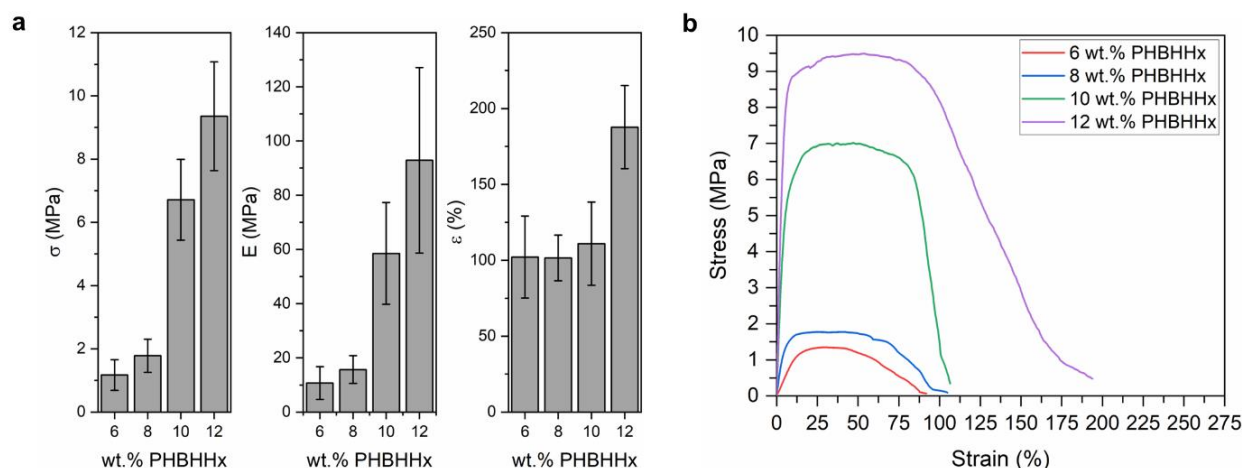 a
12
10
8
6
4
2
0
σ (MPa)
6 8 10 12
wt.% PHBHHx
140
120
100
80
60
40
20
0
E (MPa)
6 8 10 12
wt.% PHBHHx
250
200
150
100
50
0
ε (%)
6 8 10 12
wt.% PHBHHx
b
10
9
8
7
6
5
4
3
2
1
0
Stress (MPa)
6 wt.% PHBHHx
8 wt.% PHBHHx
10 wt.% PHBHHx
12 wt.% PHBHHx
0 25 50 75 100 125 150 175 200 225 250 275
Strain (%)